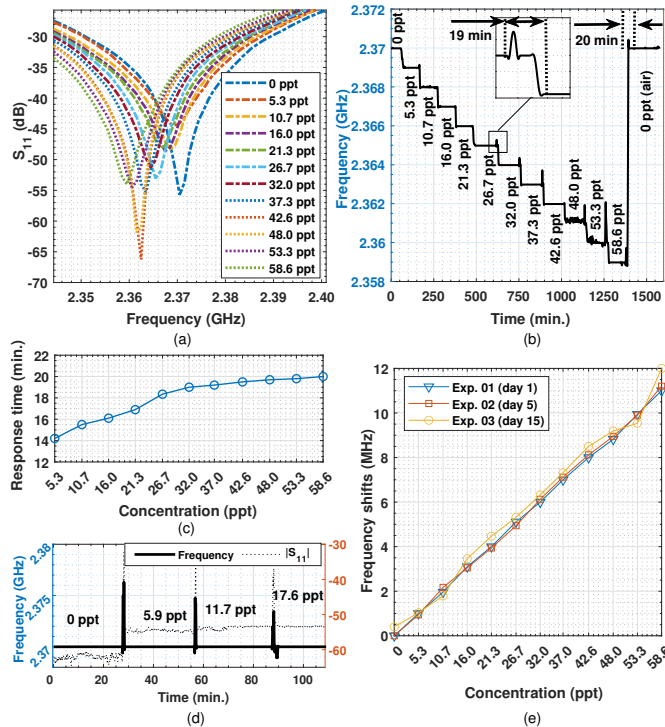 -30
-40
-50
-60
-70
S11 (dB)
2.35
2.36
2.37
2.38
2.39
2.40
Frequency (GHz)
0 ppt
5.3 ppt
10.7 ppt
16.0 ppt
21.3 ppt
26.7 ppt
32.0 ppt
37.3 ppt
42.6 ppt
48.0 ppt
53.3 ppt
58.6 ppt
(a)
2.372
2.37
2.368
2.366
2.364
2.362
2.36
2.358
Frequency (GHz)
0 ppt
5.3 ppt
10.7 ppt
16.0 ppt
21.3 ppt
26.7 ppt
32.0 ppt
37.3 ppt
42.6 ppt
48.0 ppt
53.3 ppt
58.6 ppt
0 ppt (air)
19 min
20 min
0
250
500
750
1000
1250
1500
Time (min.)
(b)
22
20
18
16
14
12
Response time (min.)
5.3
10.7
16.0
21.3
26.7
32.0
37.0
42.6
48.0
53.3
58.6
Concentration (ppt)
(c)
2.38
2.375
2.37
Frequency (GHz)
Frequency
|S11|
0 ppt
5.9 ppt
11.7 ppt
17.6 ppt
-30
-40
-50
-60
0
20
40
60
80
100
Time (min.)
(d)
12
10
8
6
4
2
0
Frequency shifts (MHz)
Exp. 01 (day 1)
Exp. 02 (day 5)
Exp. 03 (day 15)
0
5.3
10.7
16.0
21.3
26.7
32.0
37.3
42.6
48.0
53.3
58.6
Concentration (ppt)
(e)